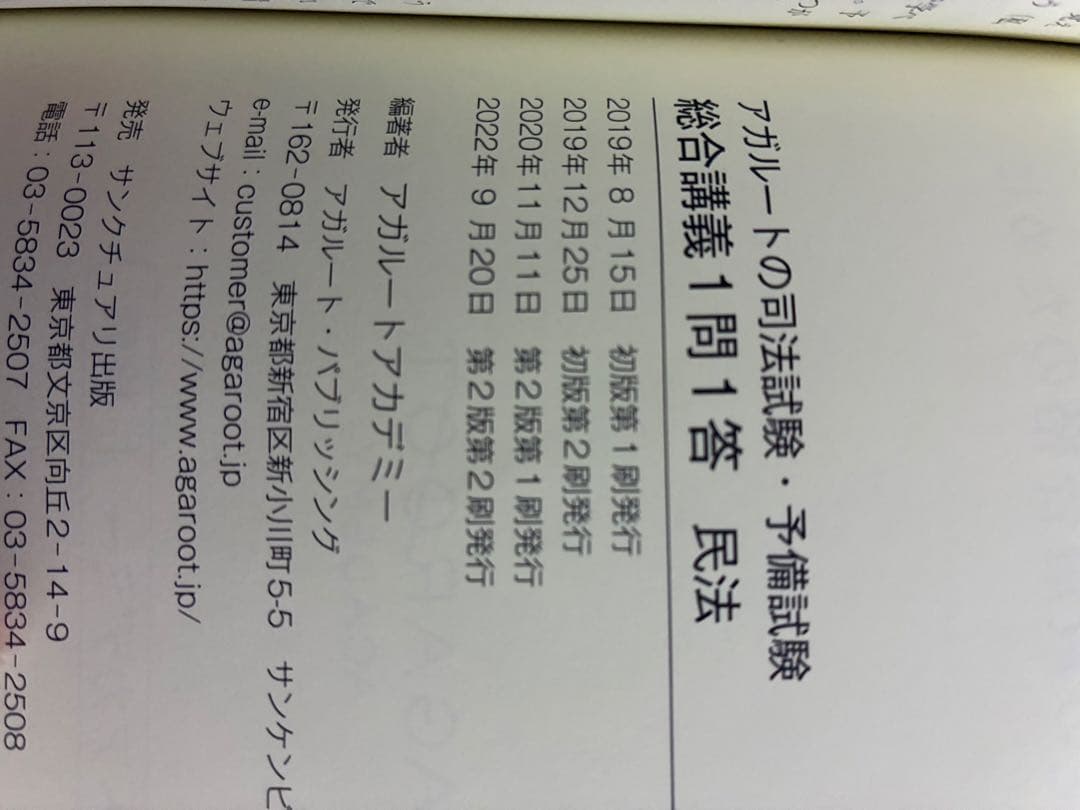 アガルートの司法試験・予備試験
総合講義1問1答 民法
2019年8月15日 初版第1刷発行
2019年12月25日 初版第2刷発行
2020年11月11日 第2版第1刷発行
2022年9月20日 第2版第2刷発行
編著者 アガルートアカデミー
発行者 アガルート・パブリッシング
〒162-0814 東京都新宿区新小川町5-5 サンケンビ
e-mail:customer@agaroot.jp
ウェブサイト:https://www.agaroot.jp/
発売 サンクチュアリ出版
〒113-0023 東京都文京区向丘2-14-9
電話:03-5834-2507 FAX:03-5834-2508